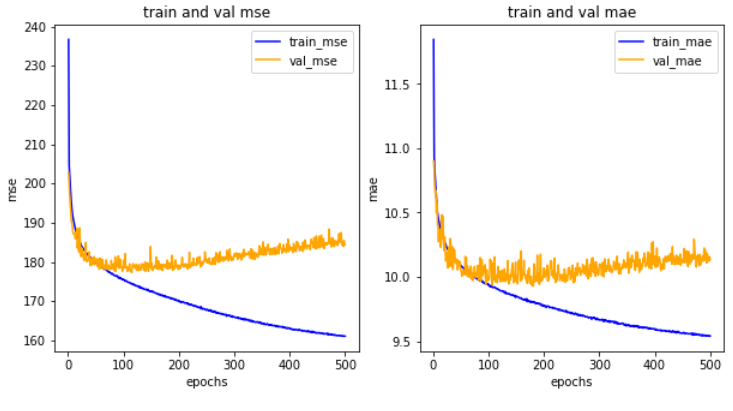 train and val mse
240
230
220
210
200
190
180
170
160
mse
0 100 200 300 400 500
epochs
train_mse
val_mse
train and val mae
11.5
11.0
10.5
10.0
9.5
mae
0 100 200 300 400 500
epochs
train_mae
val_mae